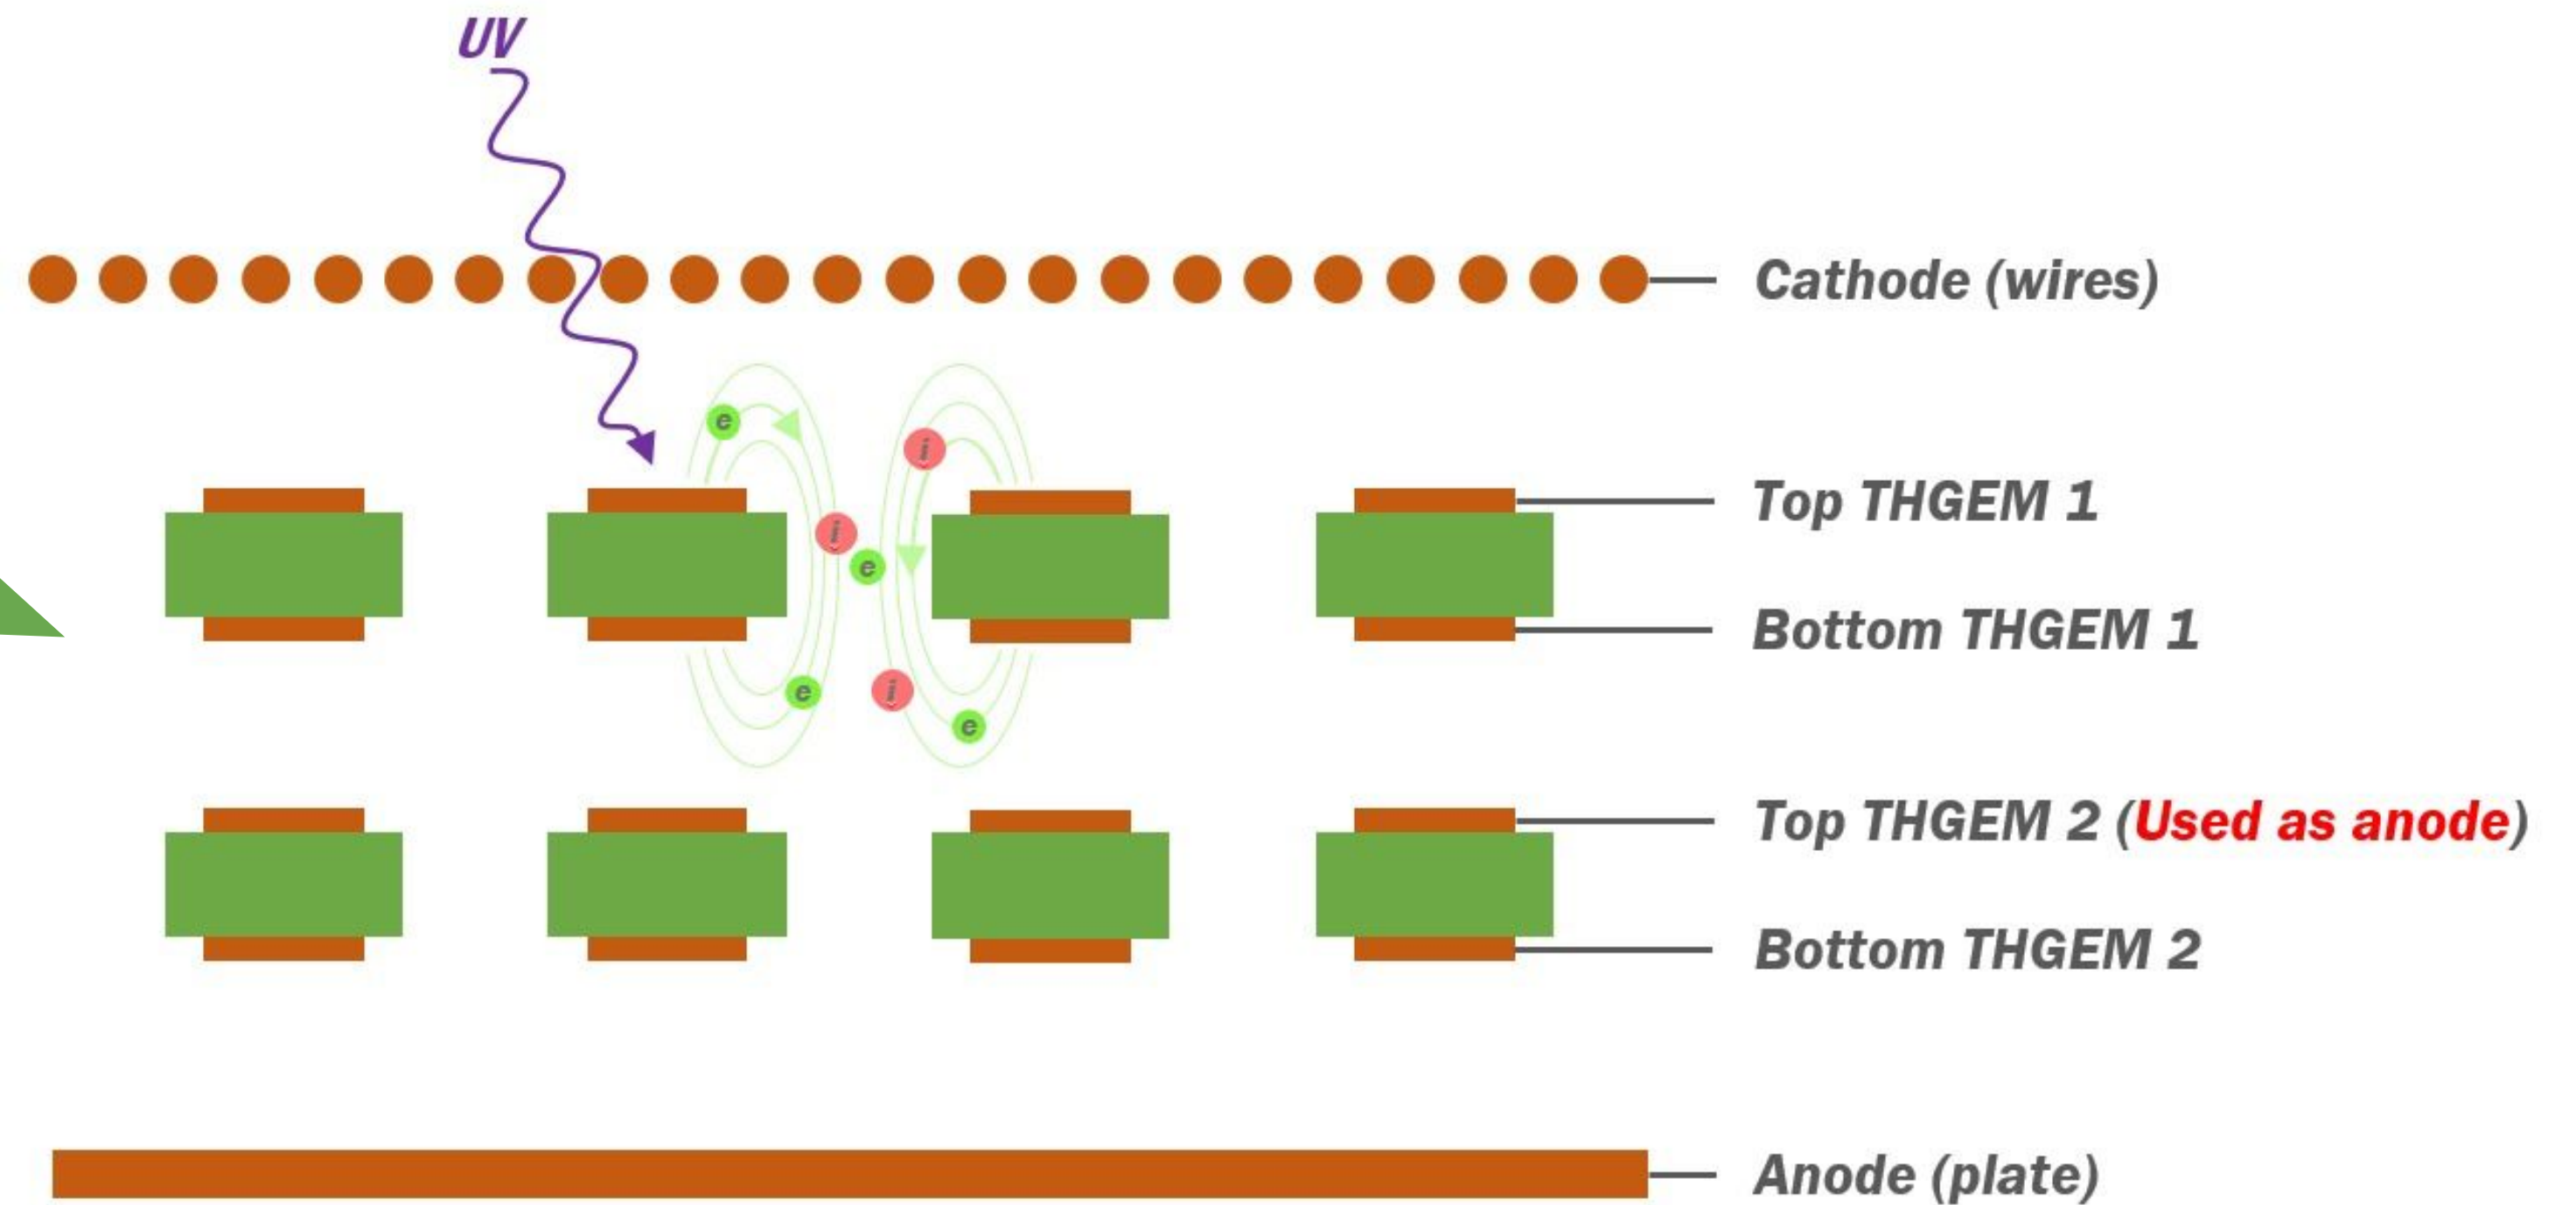 UV
Cathode (wires)
e
e
e
e
Top THGEM 1
Bottom THGEM 1
Top THGEM 2 (Used as anode)
Bottom THGEM 2
Anode (plate)